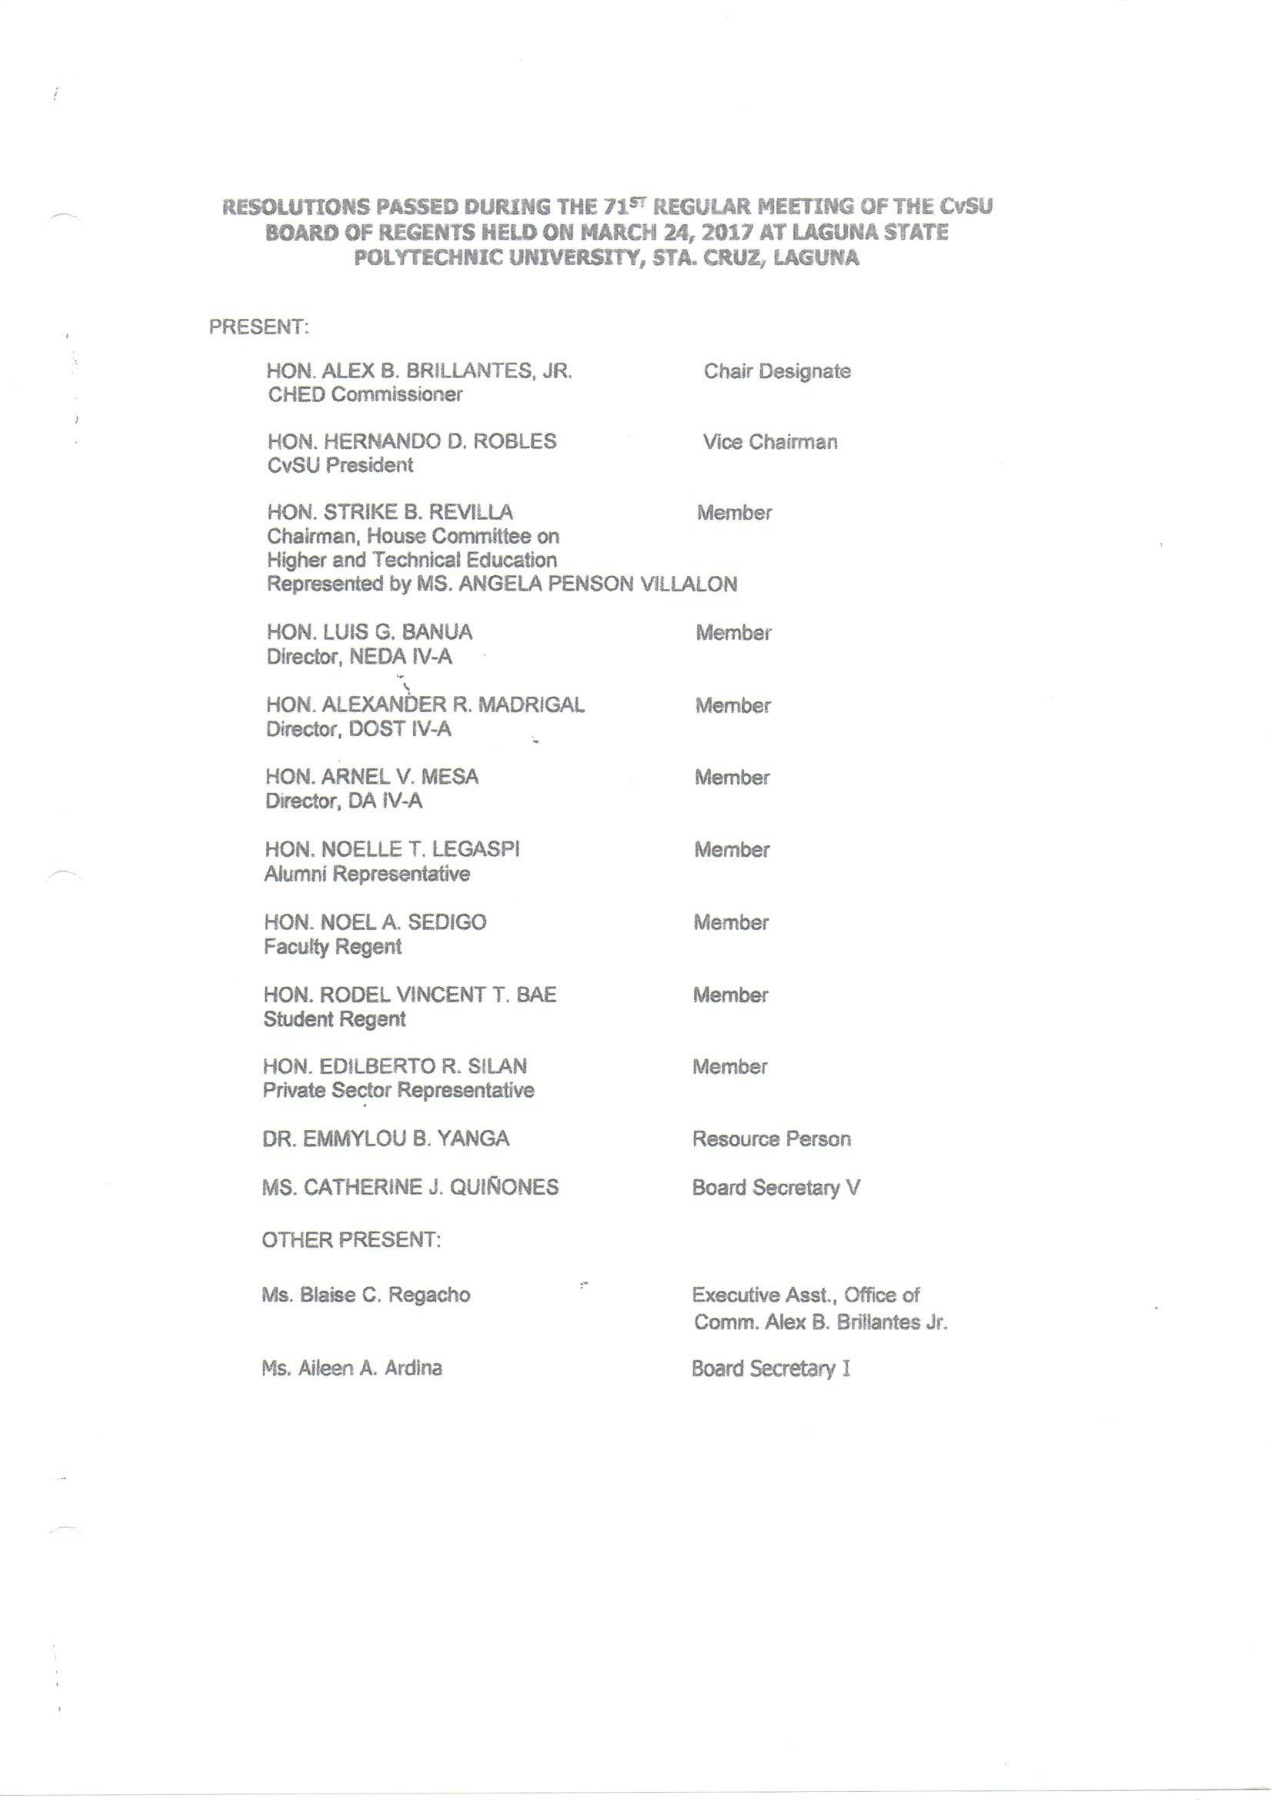 RESOLUTIONS PASSED DURING THE 71ST REGULAR MEETING OF THE CvSU
BOARD OF REGENTS HELD ON MARCH 24, 2017 AT LAGUNA STATE
POLYTECHNIC UNIVERSITY, STA. CRUZ, LAGUNA
PRESENT:
HON. ALEX B. BRILLANTES, JR. Chair Designate
CHED Commissioner
HON. HERNANDO D. ROBLES Vice Chairman
CvSU President
HON. STRIKE B. REVILLA Member
Chairman, House Committee on
Higher and Technical Education
Represented by MS. ANGELA PENSON VILLALON
HON. LUIS G. BANUA Member
Director, NEDA IV-A
HON. ALEXANDER R. MADRIGAL Member
Director, DOST IV-A
HON. ARNEL V. MESA Member
Director, DA IV-A
HON. NOELLE T. LEGASPI Member
Alumni Representative
HON. NOEL A. SEDIGO Member
Faculty Regent
HON. RODEL VINCENT T. BAE Member
Student Regent
HON. EDILBERTO R. SILAN Member
Private Sector Representative
DR. EMMYLOU B. YANGA Resource Person
MS. CATHERINE J. QUIÑONES Board Secretary V
OTHER PRESENT:
Ms. Blaise C. Regacho Executive Asst., Office of
Comm. Alex B. Brillantes Jr.
Ms. Aileen A. Ardina Board Secretary I